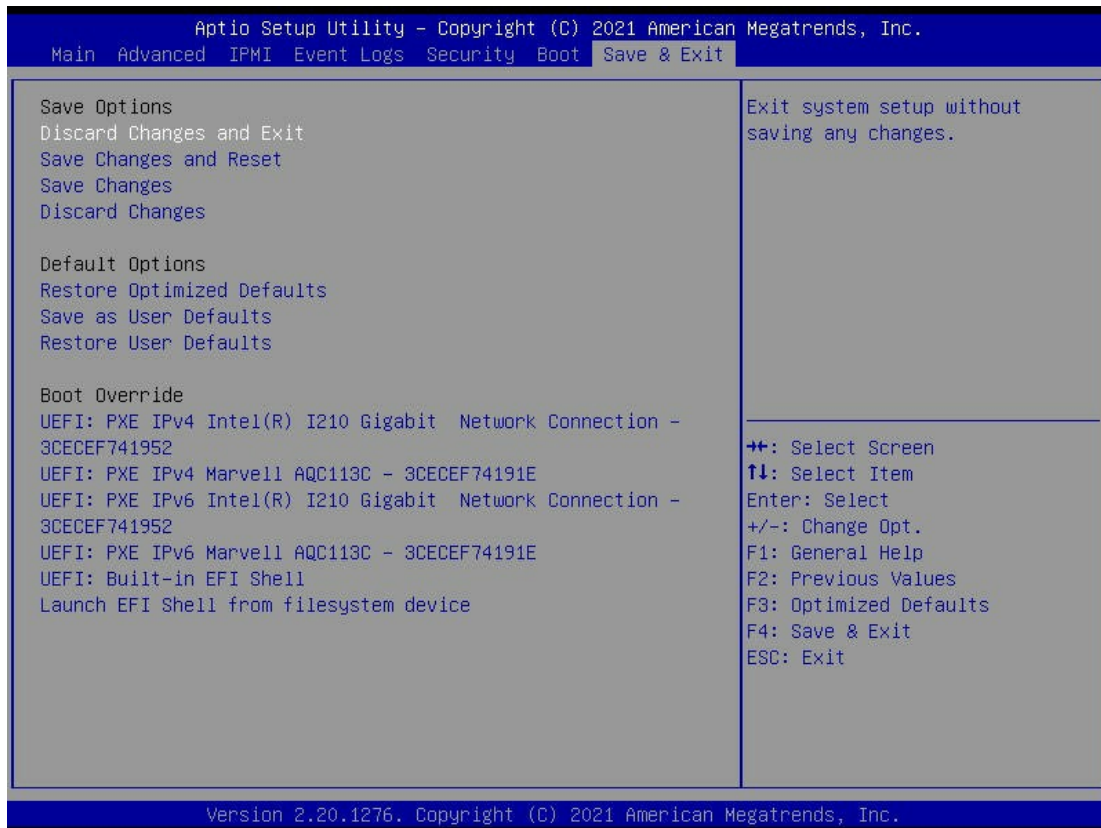 Aptio Setup Utility – Copyright (C) 2021 American Megatrends, Inc.
Main Advanced IPMI Event Logs Security Boot Save & Exit
Save Options
Discard Changes and Exit
Save Changes and Reset
Save Changes
Discard Changes
Default Options
Restore Optimized Defaults
Save as User Defaults
Restore User Defaults
Boot Override
UEFI: PXE IPv4 Intel(R) I210 Gigabit  Network Connection –
3CECEF741952
UEFI: PXE IPv4 Marvell AQC113C – 3CECEF74191E
UEFI: PXE IPv6 Intel(R) I210 Gigabit  Network Connection –
3CECEF741952
UEFI: PXE IPv6 Marvell AQC113C – 3CECEF74191E
UEFI: Built-in EFI Shell
Launch EFI Shell from filesystem device
Exit system setup without
saving any changes.
→←: Select Screen
↑↓: Select Item
Enter: Select
+/-: Change Opt.
F1: General Help
F2: Previous Values
F3: Optimized Defaults
F4: Save & Exit
ESC: Exit
Version 2.20.1276. Copyright (C) 2021 American Megatrends, Inc.